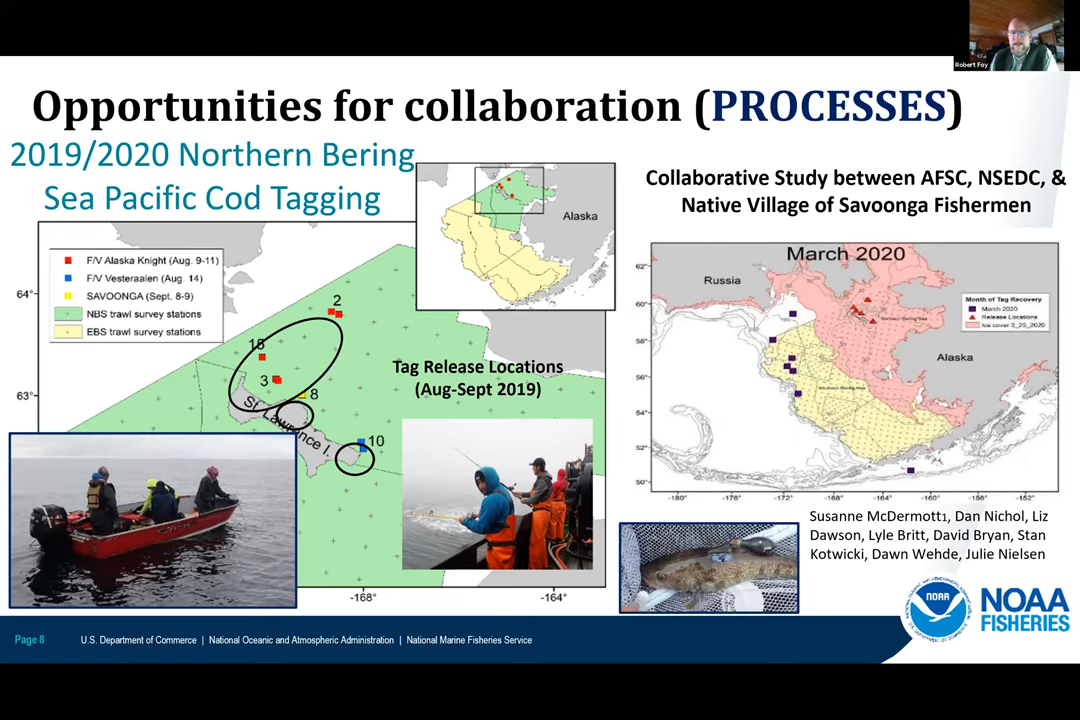 Robert Foy
Opportunities for collaboration (PROCESSES)
2019/2020 Northern Bering
Sea Pacific Cod Tagging
Collaborative Study between AFSC, NSEDC, &
Native Village of Savoonga Fishermen
Alaska
F/V Alaska Knight (Aug. 9-11)
F/V Vesteraalen (Aug. 14)
SAVOONGA (Sept. 8-9)
NBS trawl survey stations
EBS trawl survey stations
64°
63°
2
15
3
8
10
St. Lawrence I.
Tag Release Locations
(Aug-Sept 2019)
-168°
-164°
March 2020
Russia
Alaska
Month of Tag Recovery
March 2020
Release Locations
Ice cover 3_25_2020
62°
60°
58°
56°
54°
52°
50°
-180°
-176°
-172°
-168°
-164°
-160°
-156°
-152°
Susanne McDermott1, Dan Nichol, Liz
Dawson, Lyle Britt, David Bryan, Stan
Kotwicki, Dawn Wehde, Julie Nielsen
NOAA
NOAA
FISHERIES
Page 8
U.S. Department of Commerce | National Oceanic and Atmospheric Administration | National Marine Fisheries Service